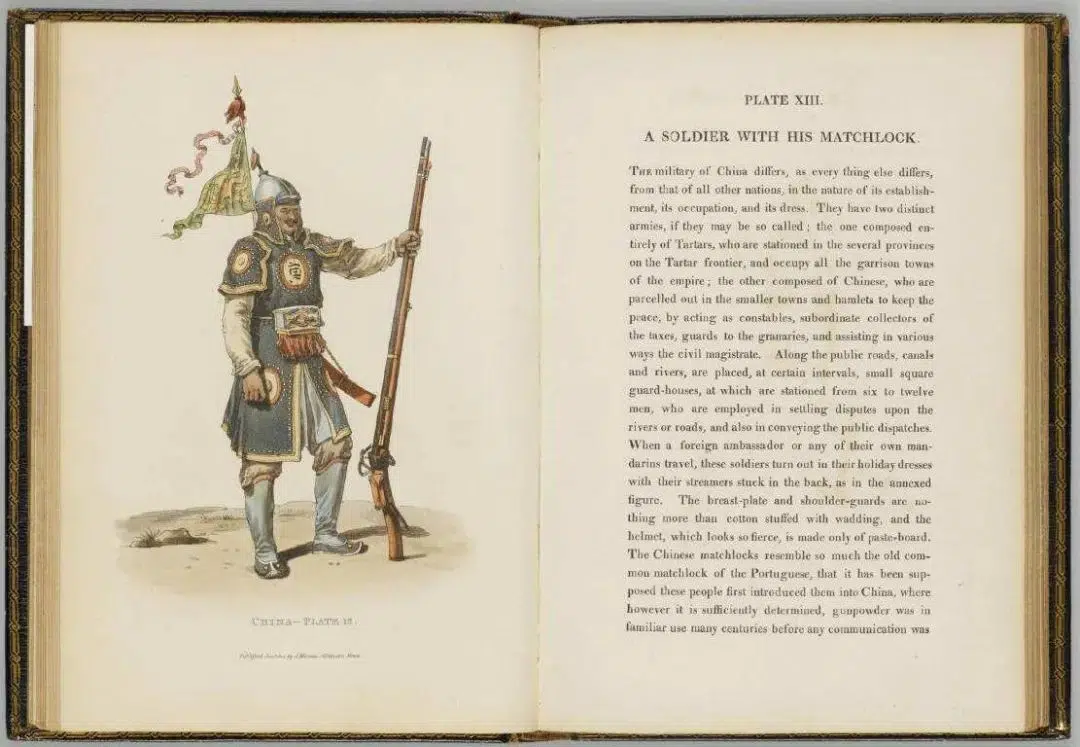 CHINA—PLATE 13.
PLATE XIII.
A SOLDIER WITH HIS MATCHLOCK.
THE military of China differs, as every thing else differs,
from that of all other nations, in the nature of its establish-
ment, its occupation, and its dress. They have two distinct
armies, if they may be so called; the one composed en-
tirely of Tartars, who are stationed in the several provinces
on the Tartar frontier, and occupy all the garrison towns
of the empire; the other composed of Chinese, who are
parcelled out in the smaller towns and hamlets to keep the
peace, by acting as constables, subordinate collectors of
the taxes, guards to the granaries, and assisting in various
ways the civil magistrate. Along the public roads, canals
and rivers, are placed, at certain intervals, small square
guard-houses, at which are stationed from six to twelve
men, who are employed in settling disputes upon the
rivers or roads, and also in conveying the public dispatches.
When a foreign ambassador or any of their own man-
darins travel, these soldiers turn out in their holiday dresses
with their streamers stuck in the back, as in the annexed
figure. The breast-plate and shoulder-guards are no-
thing more than cotton stuffed with wadding, and the
helmet, which looks so fierce, is made only of paste-board.
The Chinese matchlocks resemble so much the old com-
mon matchlock of the Portuguese, that it has been sup-
posed these people first introduced them into China, where
however it is sufficiently determined, gunpowder was in
familiar use many centuries before any communication was